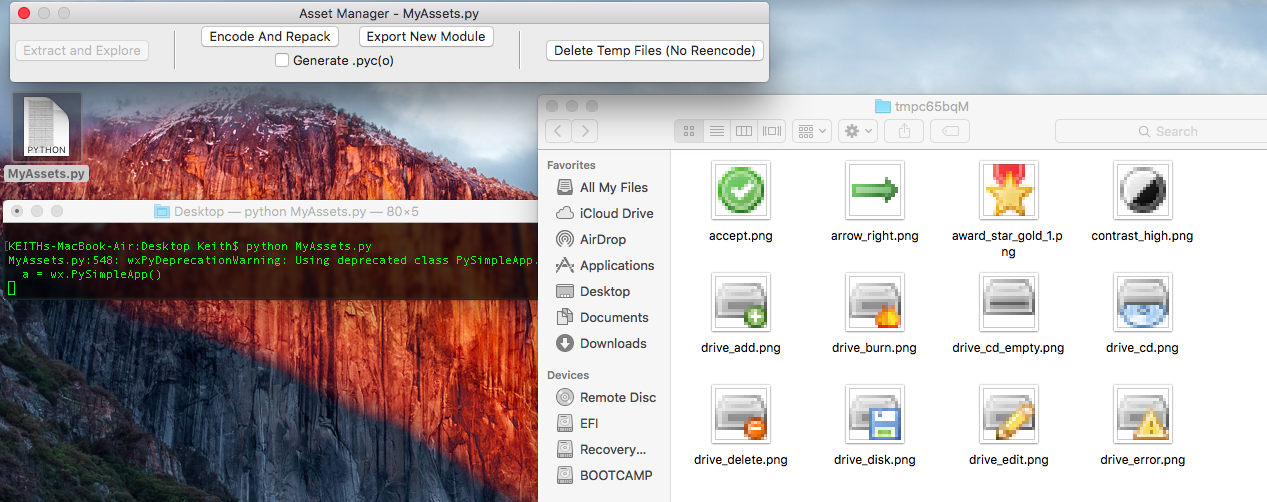 Asset Manager - MyAssets.py
Extract and Explore
Encode And Repack
Export New Module
Generate .pyc(o)
Delete Temp Files (No Reencode)
PYTHON
MyAssets.py
Desktop — python MyAssets.py — 80×5
[KEITHs-MacBook-Air:Desktop Keith$ python MyAssets.py
MyAssets.py:548: wxPyDeprecationWarning: Using deprecated class PySimpleApp.
a = wx.PySimpleApp()
tmpc65bqM
Search
Favorites
All My Files
iCloud Drive
AirDrop
Applications
Desktop
Documents
Downloads
Devices
Remote Disc
EFI
Recovery...
BOOTCAMP
accept.png
arrow_right.png
award_star_gold_1.p
ng
contrast_high.png
drive_add.png
drive_burn.png
drive_cd_empty.png
drive_cd.png
drive_delete.png
drive_disk.png
drive_edit.png
drive_error.png